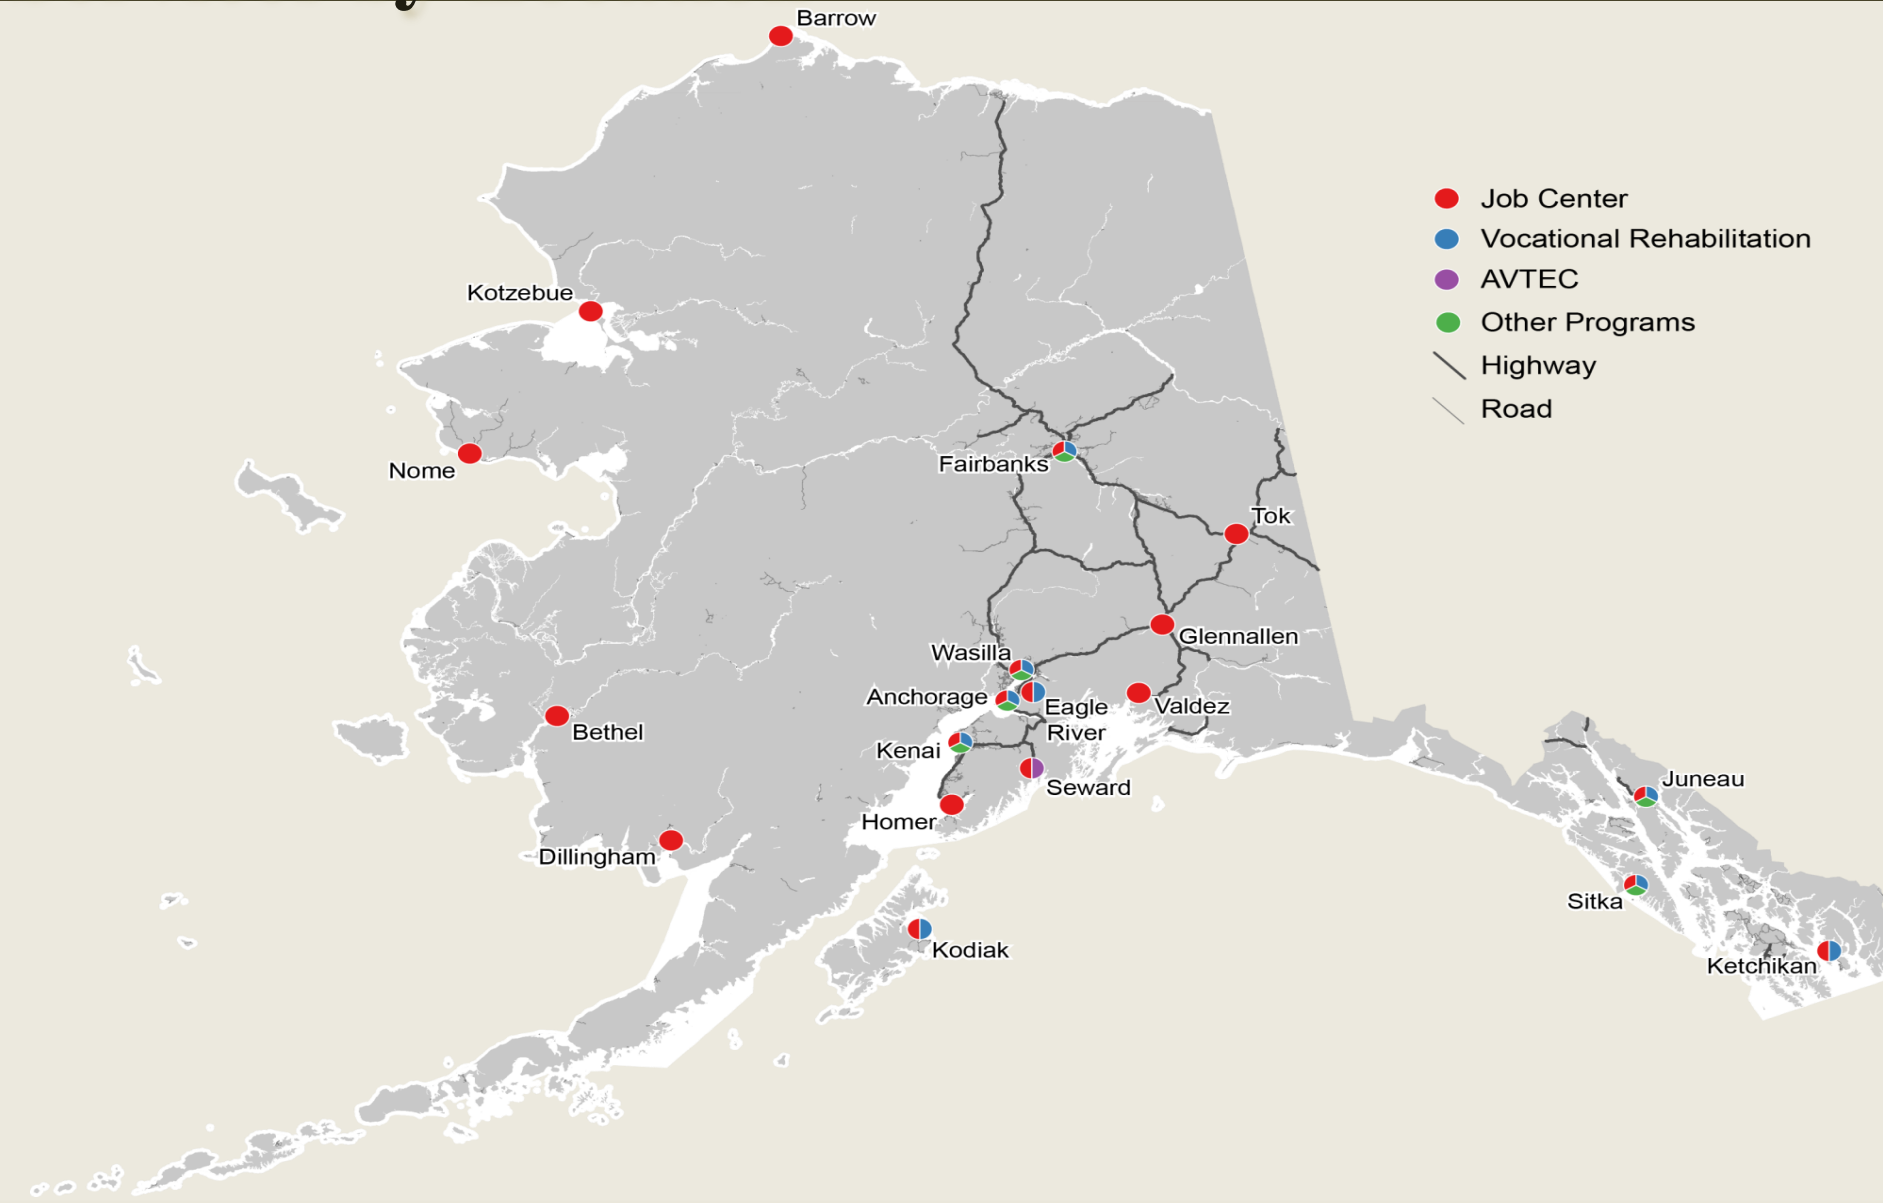 Barrow
Job Center
Vocational Rehabilitation
AVTEC
Other Programs
Highway
Road
Kotzebue
Nome
Fairbanks
Tok
Glennallen
Wasilla
Anchorage
Eagle
River
Valdez
Bethel
Kenai
Seward
Homer
Dillingham
Kodiak
Juneau
Sitka
Ketchikan